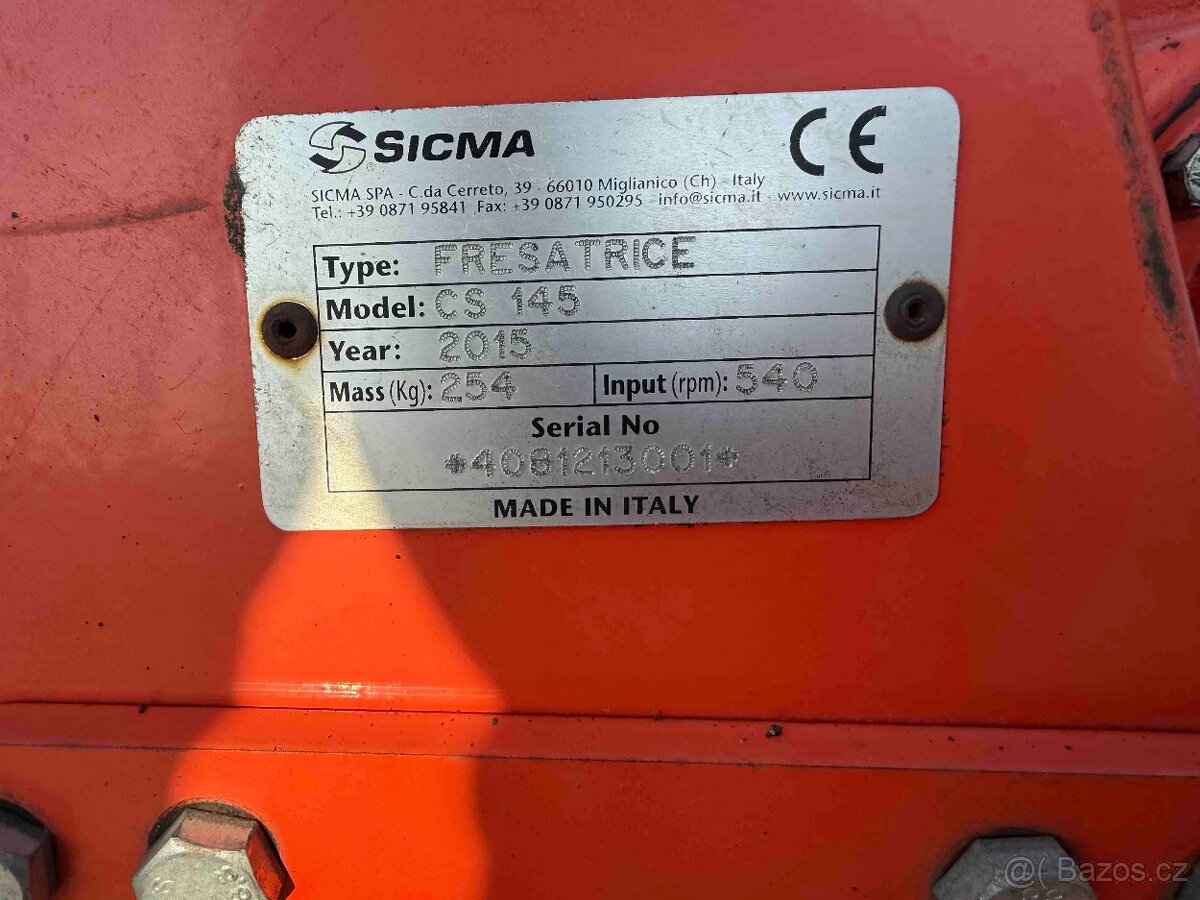 SICMA
CE
SICMA SPA - C.da Cerreto, 39 - 66010 Miglianico (Ch) - Italy
Tel.: +39 0871 95841 Fax: +39 0871 950295 - info@sicma.it - www.sicma.it
Type: FRESATRICE
Model: CS 145
Year: 2015
Mass (Kg): 254 Input (rpm): 540
Serial No
*4081213001*
MADE IN ITALY
@( Bazos.cz